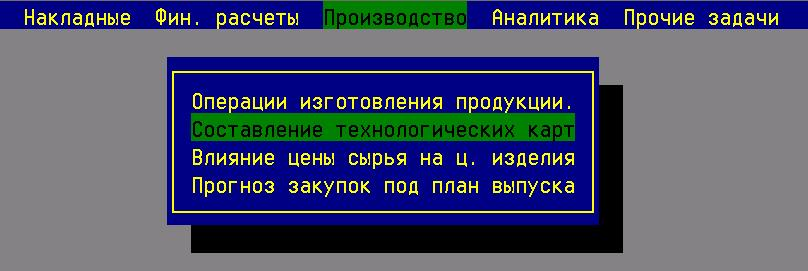 Накладные Фин. расчеты Производство Аналитика Прочие задачи
Операции изготовления продукции.
Составление технологических карт
Влияние цены сырья на ц. изделия
Прогноз закупок под план выпуска